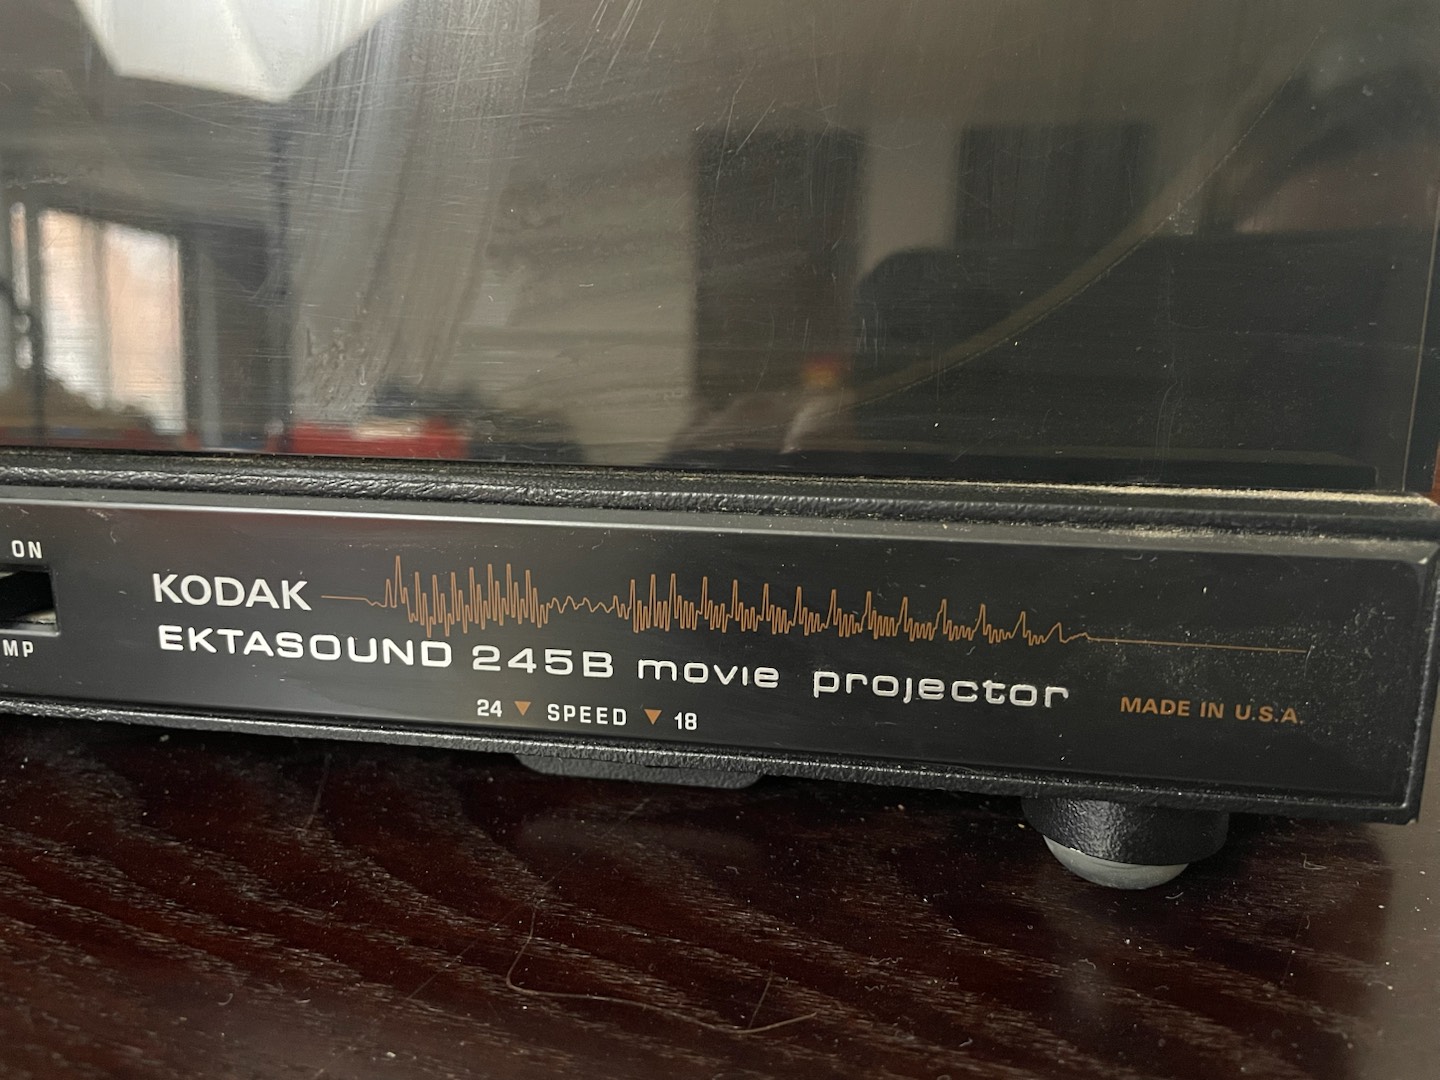 ON
MP
KODAK
EKTASOUND 245B movie projector
24 ▼ SPEED ▼ 18
MADE IN U.S.A.